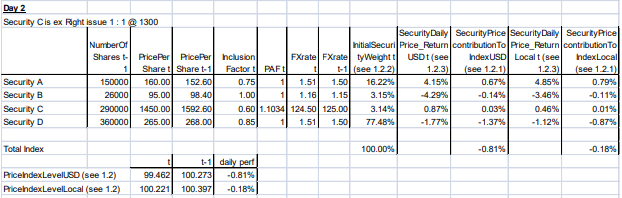 Day 2
Security C is ex Right issue 1 : 1 @ 1300
NumberOf Shares t-1 PricePer Share t PricePer Share t-1 Inclusion Factor t PAF t FXrate t FXrate t-1 InitialSecurityWeight t (see 1.2.2) SecurityDaily Price_Return USD t (see 1.2.3) SecurityPrice contributionTo IndexUSD (see 1.2.1) SecurityDaily Price_Return Local t (see 1.2.3) SecurityPrice contributionTo IndexLocal (see 1.2.1)
Security A 150000 160.00 152.60 0.75 1 1.51 1.50 16.22% 4.15% 0.67% 4.85% 0.79%
Security B 26000 95.00 98.40 1.00 1 1.16 1.15 3.15% -4.29% -0.14% -3.46% -0.11%
Security C 290000 1450.00 1592.60 0.60 1.1034 124.50 125.00 3.14% 0.87% 0.03% 0.46% 0.01%
Security D 360000 265.00 268.00 0.85 1 1.51 1.50 77.48% -1.77% -1.37% -1.12% -0.87%
Total Index 100.00% -0.81% -0.18%
t t-1 daily perf
PriceIndexLevelUSD (see 1.2) 99.462 100.273 -0.81%
PriceIndexLevelLocal (see 1.2) 100.221 100.397 -0.18%